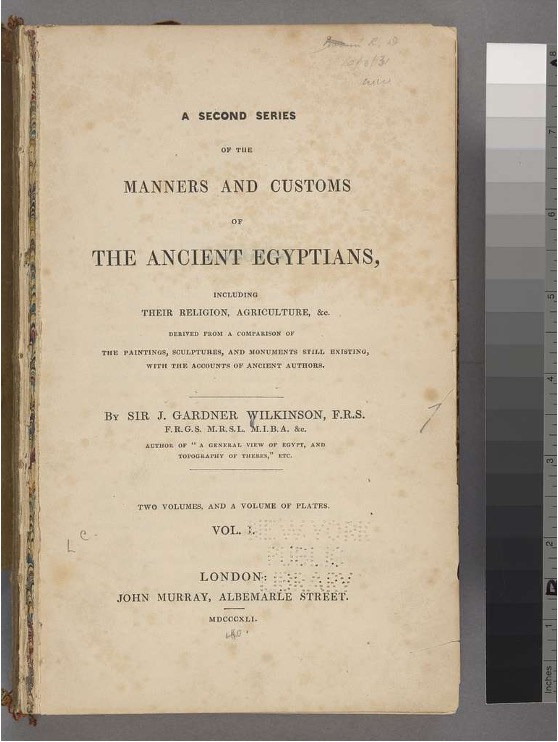 A SECOND SERIES
OF THE
MANNERS AND CUSTOMS
OF
THE ANCIENT EGYPTIANS,
INCLUDING
THEIR RELIGION, AGRICULTURE, &c.
DERIVED FROM A COMPARISON OF
THE PAINTINGS, SCULPTURES, AND MONUMENTS STILL EXISTING,
WITH THE ACCOUNTS OF ANCIENT AUTHORS.
By SIR J. GARDNER WILKINSON, F.R.S.
F.R.G.S. M.R.S.L. M.I.B.A. &c.
AUTHOR OF "A GENERAL VIEW OF EGYPT, AND
TOPOGRAPHY OF THEBES," ETC.
TWO VOLUMES, AND A VOLUME OF PLATES.
VOL. I.
NEW YORK
PUBLIC
LIBRARY
LONDON:
JOHN MURRAY, ALBEMARLE STREET.
MDCCCXLI.
L C
Inches
1
2
3
4
5
6
7
8